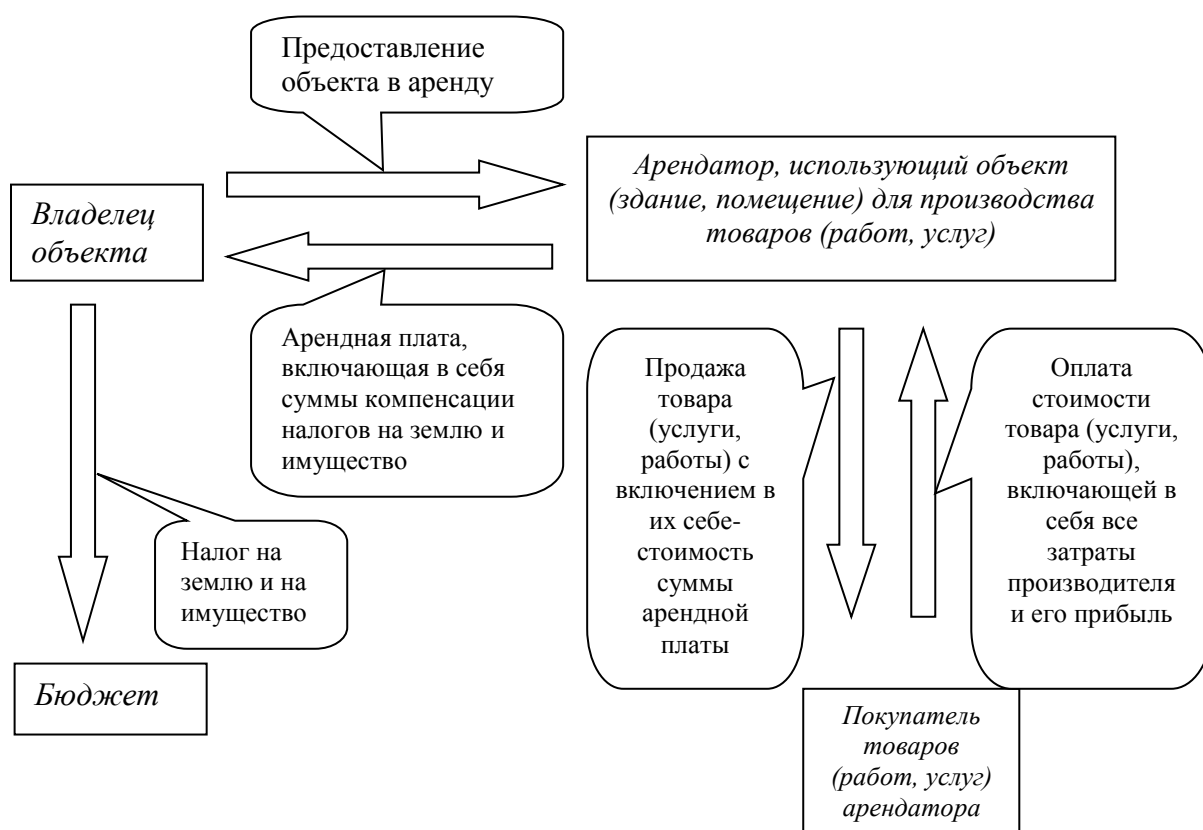 Предоставление
объекта в аренду
Арендатор, использующий объект
(здание, помещение) для производства
товаров (работ, услуг)
Владелец
объекта
Арендная плата,
включающая в себя
суммы компенсации
налогов на землю и
имущество
Продажа
товара
(услуги,
работы) с
включением в
их себе-
стоимость
суммы
арендной
платы
Оплата
стоимости
товара (услуги,
работы),
включающей в
себя все
затраты
производителя
и его прибыль
Налог на
землю и на
имущество
Бюджет
Покупатель
товаров
(работ, услуг)
арендатора